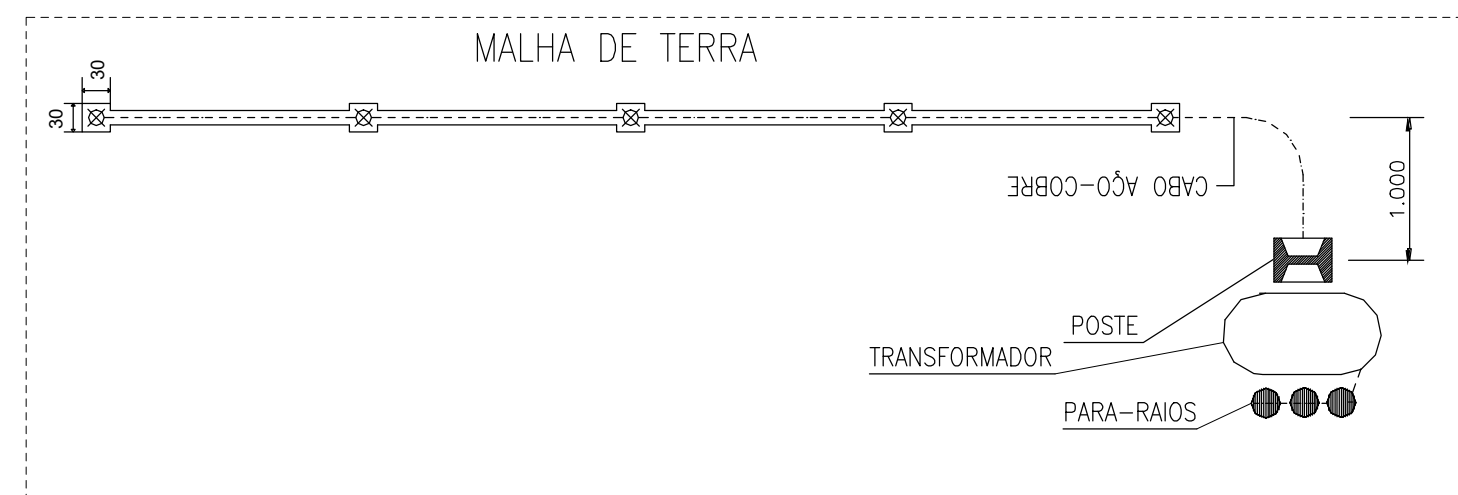 MALHA DE TERRA
30
30
CABO AÇO-COBRE
1.000
POSTE
TRANSFORMADOR
PARA-RAIOS